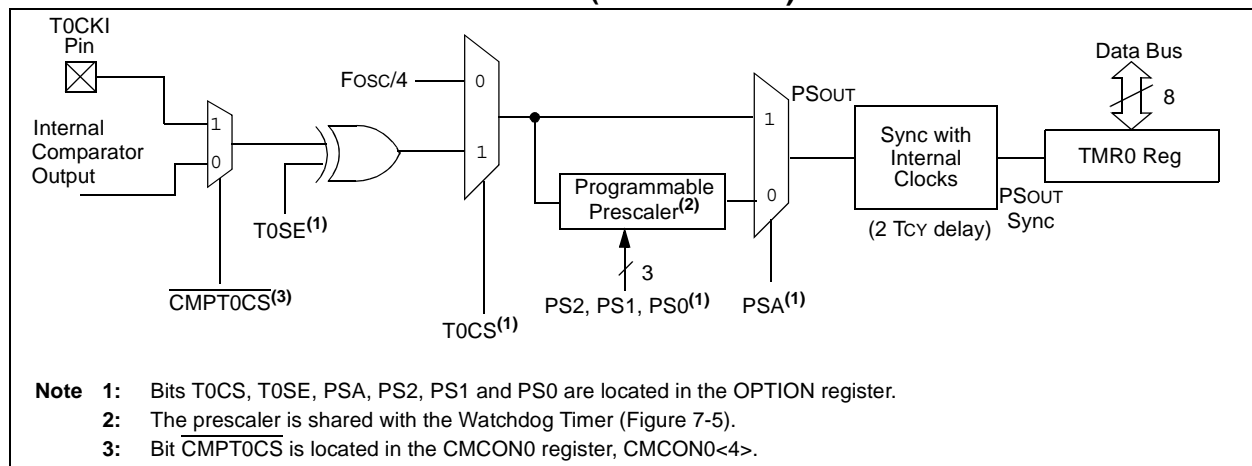 T0CKI
Pin
Internal
Comparator
Output
1
0
CMPT0CS(3)
T0SE(1)
FOSC/4
0
1
T0CS(1)
Programmable
Prescaler(2)
3
PS2, PS1, PS0(1)
1
0
PSOUT
PSA(1)
Sync with
Internal
Clocks
(2 TCY delay)
PSOUT
Sync
Data Bus
8
TMR0 Reg
Note 1: Bits T0CS, T0SE, PSA, PS2, PS1 and PS0 are located in the OPTION register.
2: The prescaler is shared with the Watchdog Timer (Figure 7-5).
3: Bit CMPT0CS is located in the CMCON0 register, CMCON0<4>.